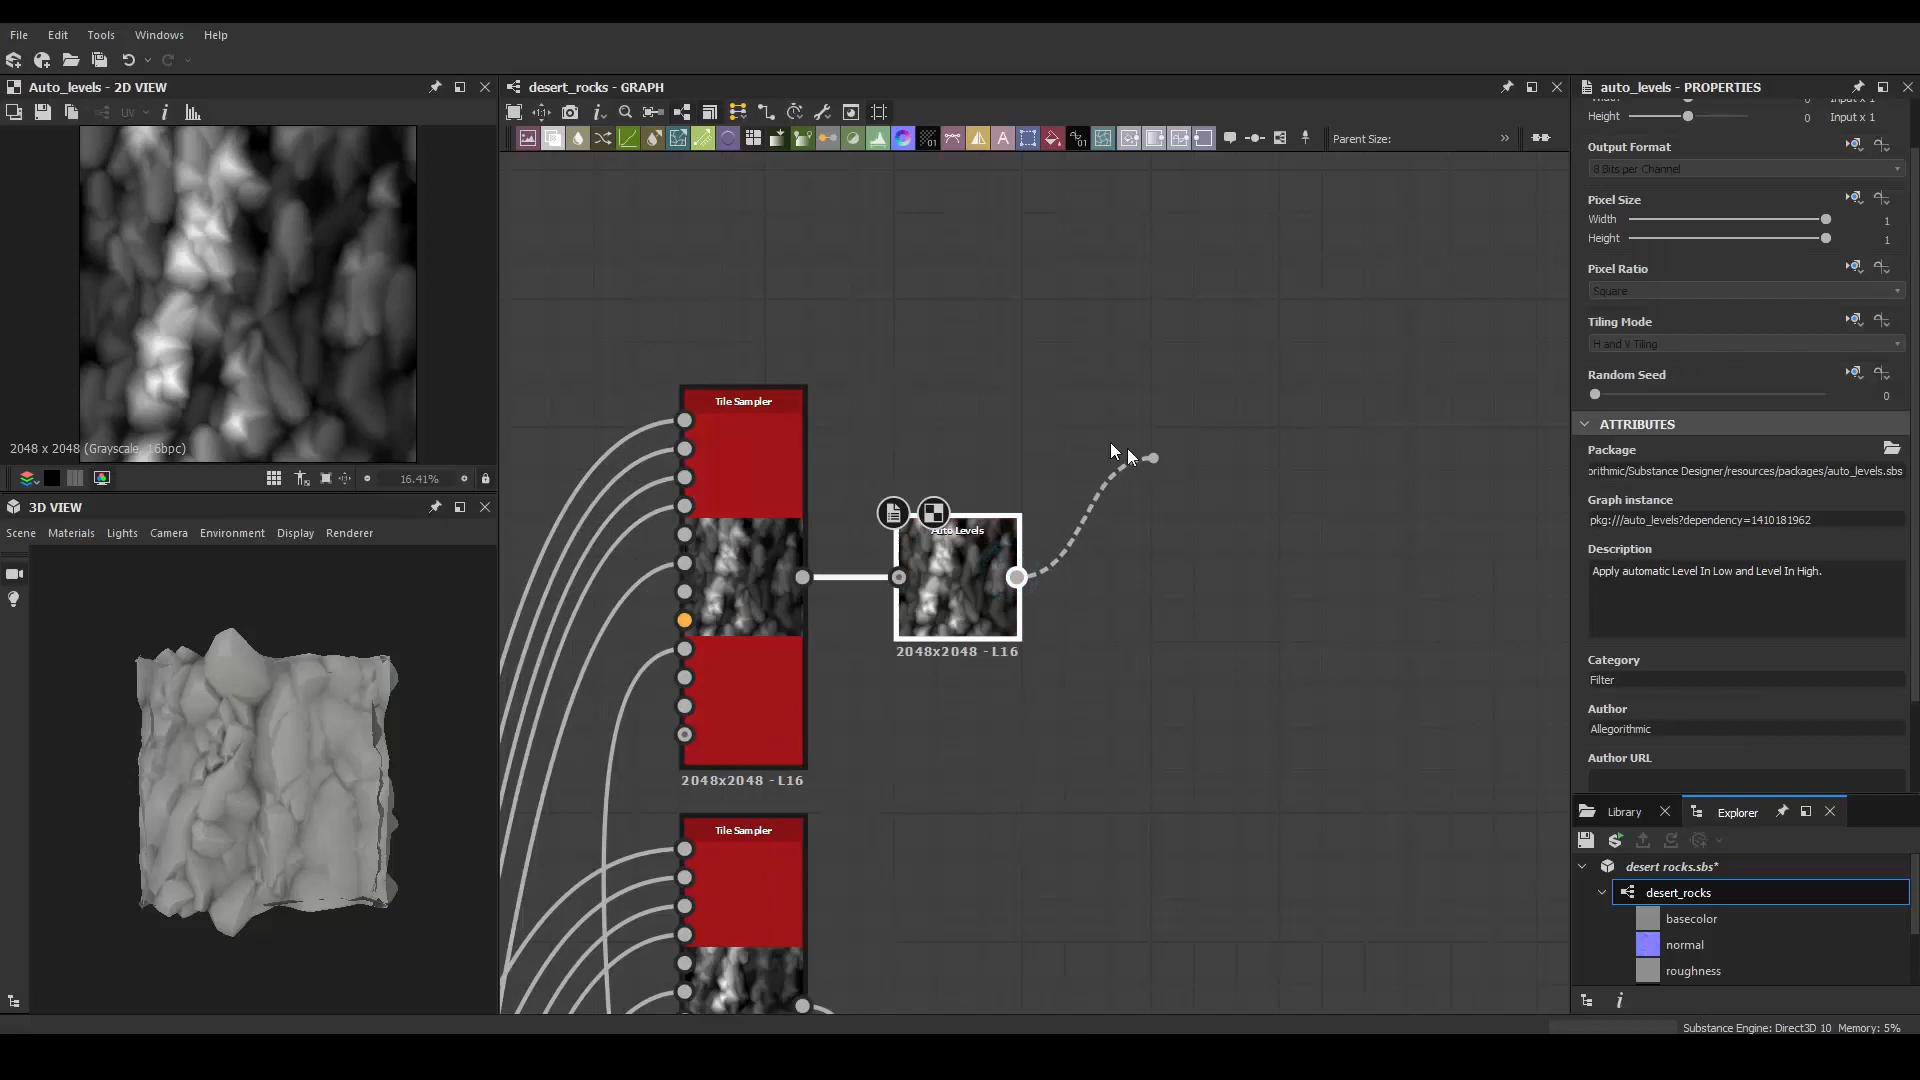 File Edit Tools Windows Help
Auto_levels - 2D VIEW
UV
2048 x 2048 (Grayscale, 16bpc)
16.41%
3D VIEW
Scene Materials Lights Camera Environment Display Renderer
desert_rocks - GRAPH
Parent Size:
Tile Sampler
2048x2048 - L16
Auto Levels
2048x2048 - L16
Tile Sampler
auto_levels - PROPERTIES
Width 0 Input x 1
Height 0 Input x 1
Output Format
8 Bits per Channel
Pixel Size
Width 1
Height 1
Pixel Ratio
Square
Tiling Mode
H and V Tiling
Random Seed
0
ATTRIBUTES
Package
orithmic/Substance Designer/resources/packages/auto_levels.sbs
Graph instance
pkg:///auto_levels?dependency=1410181962
Description
Apply automatic Level In Low and Level In High.
Category
Filter
Author
Allegorithmic
Author URL
Library Explorer
desert rocks.sbs*
desert_rocks
basecolor
normal
roughness
Substance Engine: Direct3D 10 Memory: 5%